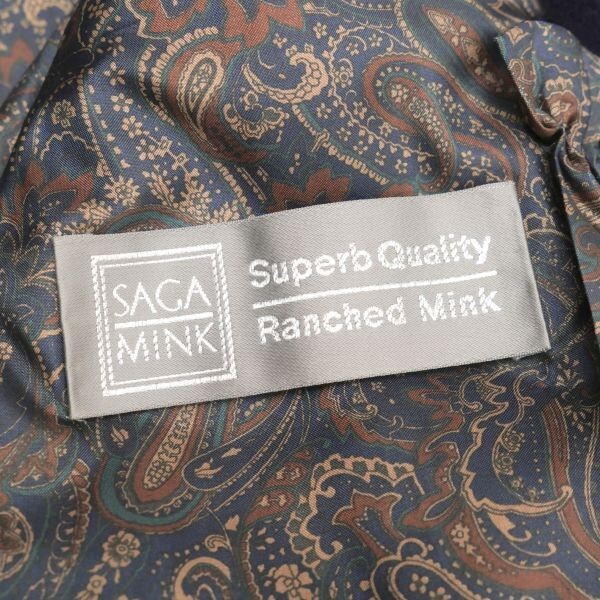 SAGA
MINK
Superb Quality
Ranched Mink